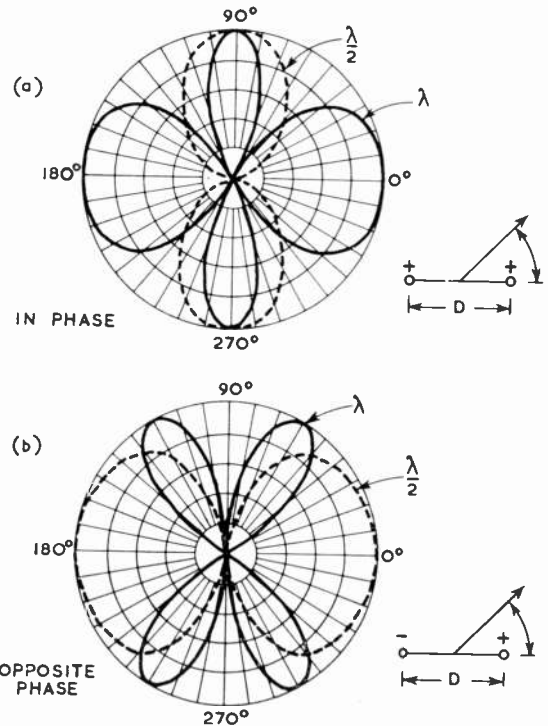 90°
λ/2
(a)
λ
180°
0°
+ +
D
IN PHASE
270°
90°
λ
(b)
λ/2
180°
0°
- +
D
OPPOSITE
PHASE
270°